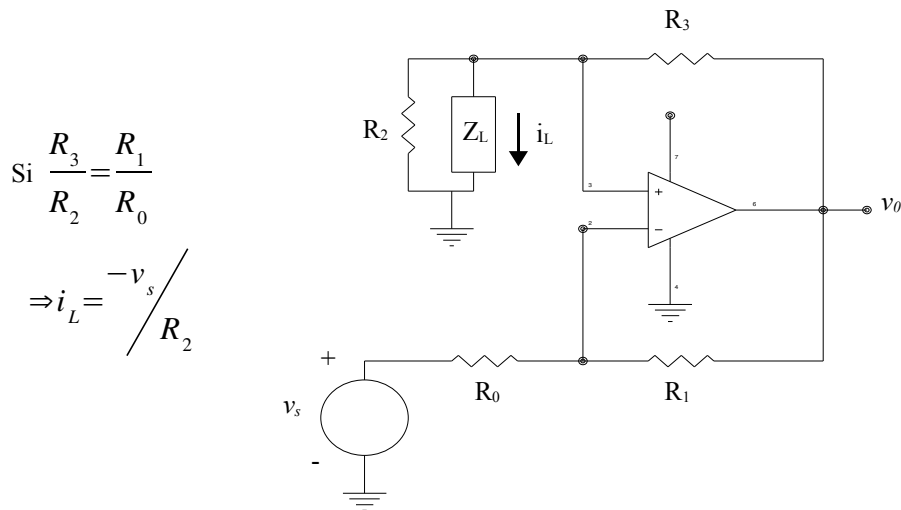 R3
R2
ZL
iL
Si R3/R2 = R1/R0
7
3
+
6
v0
2
−
⇒ iL = −vs/R2
4
+
R0
R1
vs
-